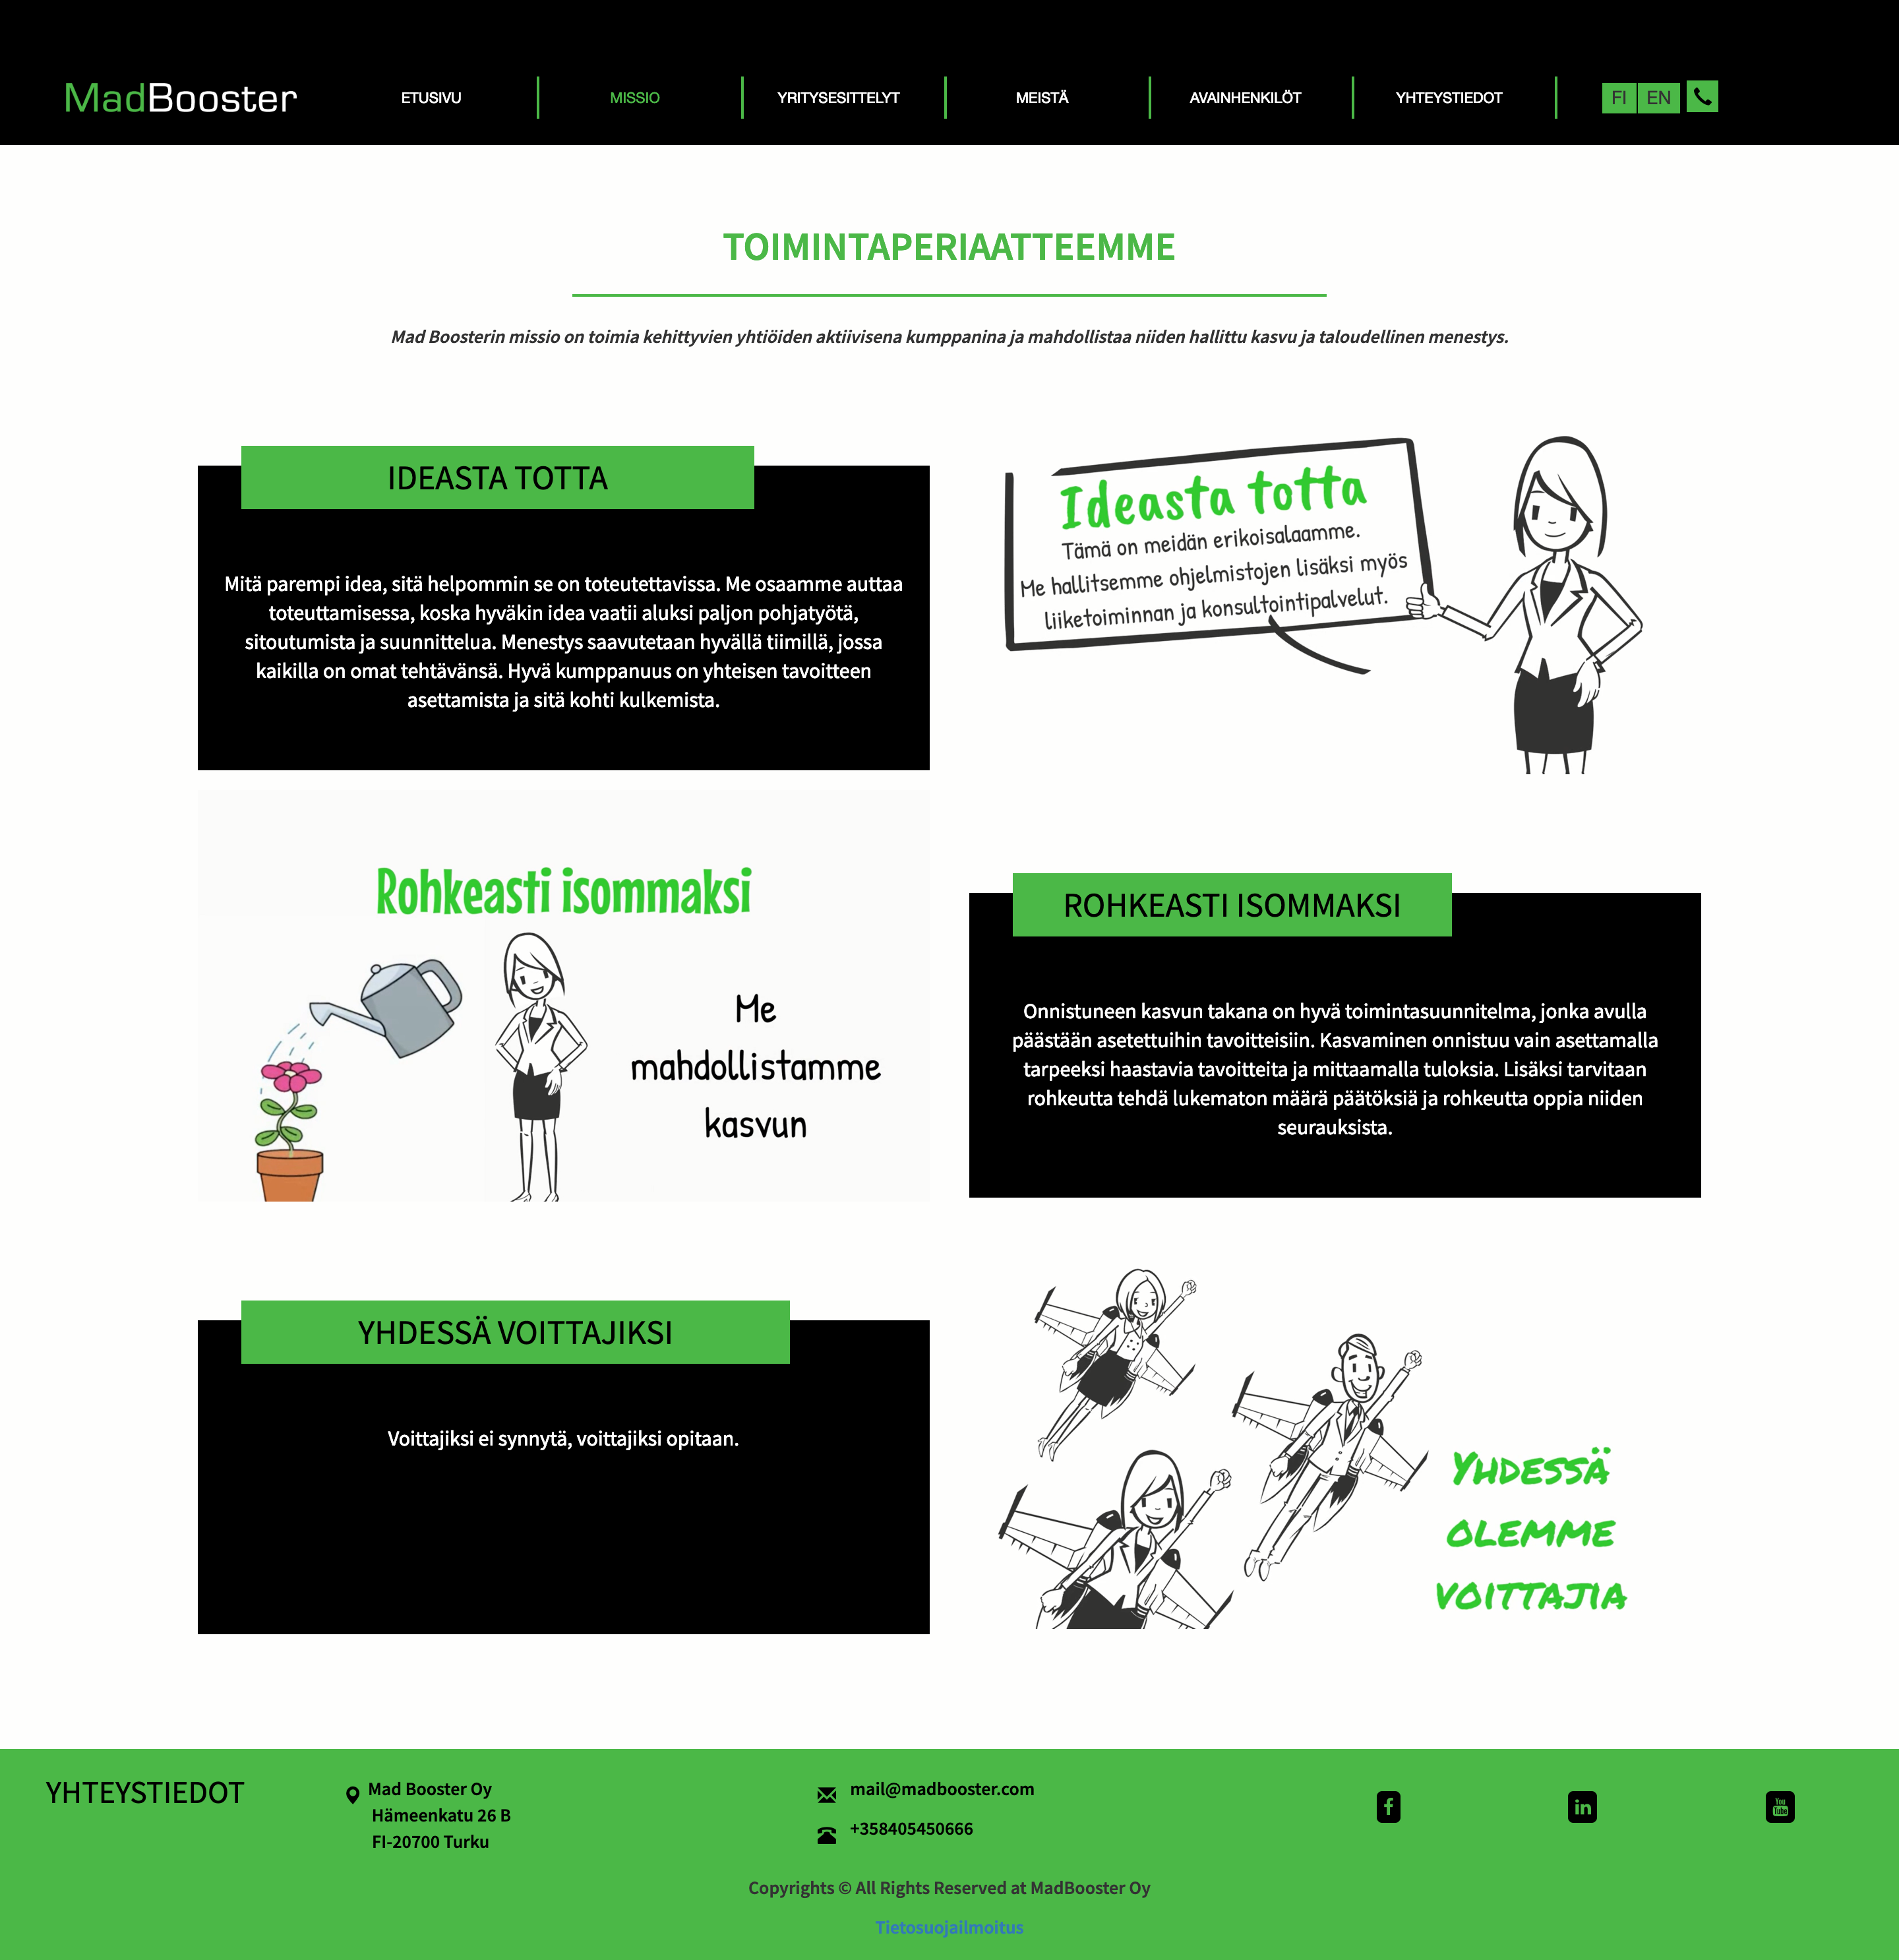 MadBooster
ETUSIVU
MISSIO
YRITYSESITTELYT
MEISTÄ
AVAINHENKILÖT
YHTEYSTIEDOT
FI EN
TOIMINTAPERIAATTEEMME
Mad Boosterin missio on toimia kehittyvien yhtiöiden aktiivisena kumppanina ja mahdollistaa niiden hallittu kasvu ja taloudellinen menestys.
IDEASTA TOTTA
Mitä parempi idea, sitä helpommin se on toteutettavissa. Me osaamme auttaa
toteuttamisessa, koska hyväkin idea vaatii aluksi paljon pohjatyötä,
sitoutumista ja suunnittelua. Menestys saavutetaan hyvällä tiimillä, jossa
kaikilla on omat tehtävänsä. Hyvä kumppanuus on yhteisen tavoitteen
asettamista ja sitä kohti kulkemista.
Ideasta totta
Tämä on meidän erikoisalaamme.
Me hallitsemme ohjelmistojen lisäksi myös
liiketoiminnan ja konsultointipalvelut.
Rohkeasti isommaksi
Me
mahdollistamme
kasvun
ROHKEASTI ISOMMAKSI
Onnistuneen kasvun takana on hyvä toimintasuunnitelma, jonka avulla
päästään asetettuihin tavoitteisiin. Kasvaminen onnistuu vain asettamalla
tarpeeksi haastavia tavoitteita ja mittaamalla tuloksia. Lisäksi tarvitaan
rohkeutta tehdä lukematon määrä päätöksiä ja rohkeutta oppia niiden
seurauksista.
YHDESSÄ VOITTAJIKSI
Voittajiksi ei synnytä, voittajiksi opitaan.
YHDESSÄ
OLEMME
VOITTAJIA
YHTEYSTIEDOT
Mad Booster Oy
Hämeenkatu 26 B
FI-20700 Turku
mail@madbooster.com
+358405450666
You
Tube
Copyrights © All Rights Reserved at MadBooster Oy
Tietosuojailmoitus